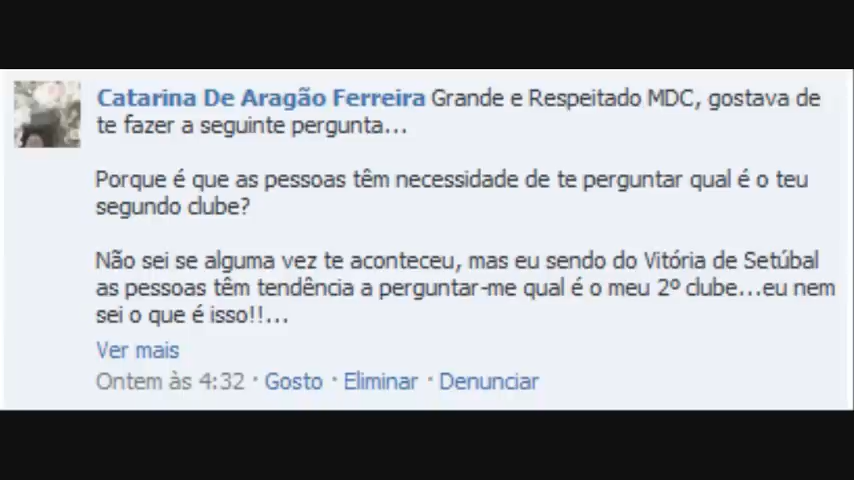 Catarina De Aragão Ferreira Grande e Respeitado MDC, gostava de
te fazer a seguinte pergunta...
Porque é que as pessoas têm necessidade de te perguntar qual é o teu
segundo clube?
Não sei se alguma vez te aconteceu, mas eu sendo do Vitória de Setúbal
as pessoas têm tendência a perguntar-me qual é o meu 2º clube...eu nem
sei o que é isso!!...
Ver mais
Ontem às 4:32 · Gosto · Eliminar · Denunciar